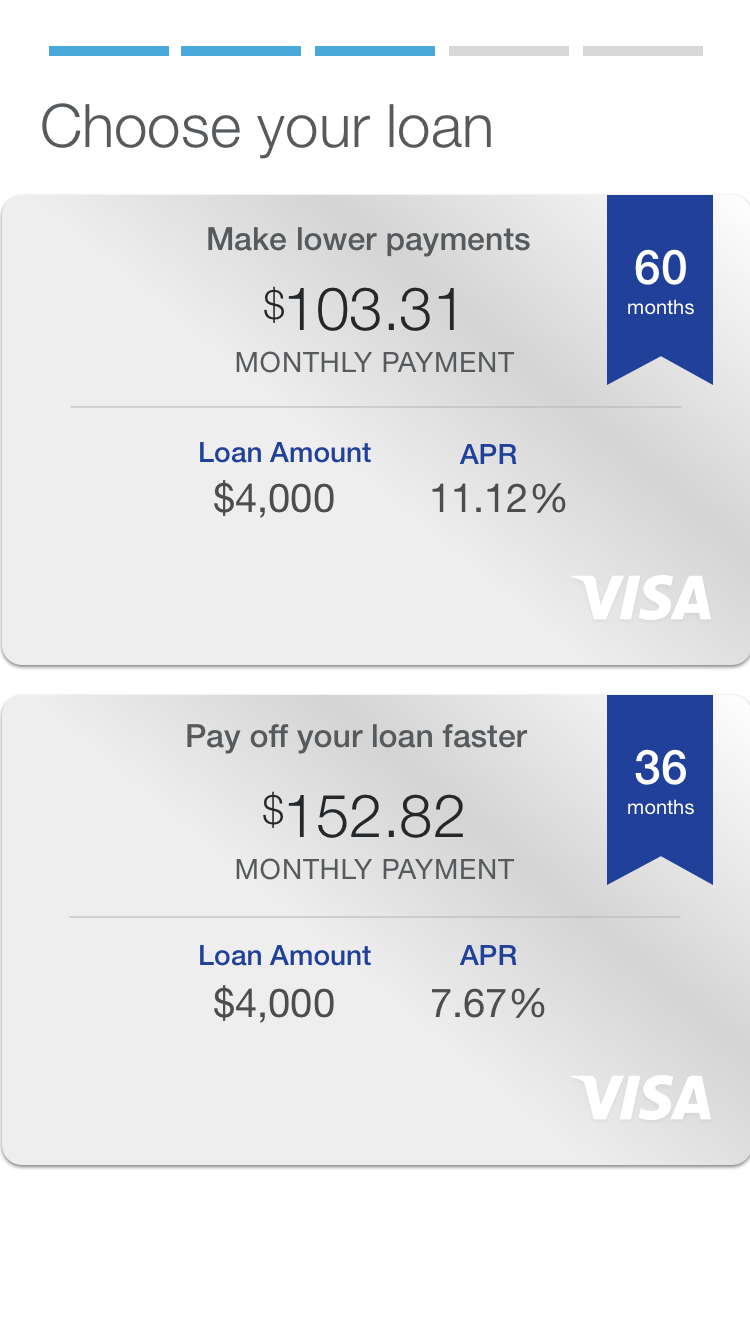 Choose your loan
Make lower payments
60
months
$103.31
MONTHLY PAYMENT
Loan Amount APR
$4,000 11.12%
VISA
Pay off your loan faster
36
months
$152.82
MONTHLY PAYMENT
Loan Amount APR
$4,000 7.67%
VISA